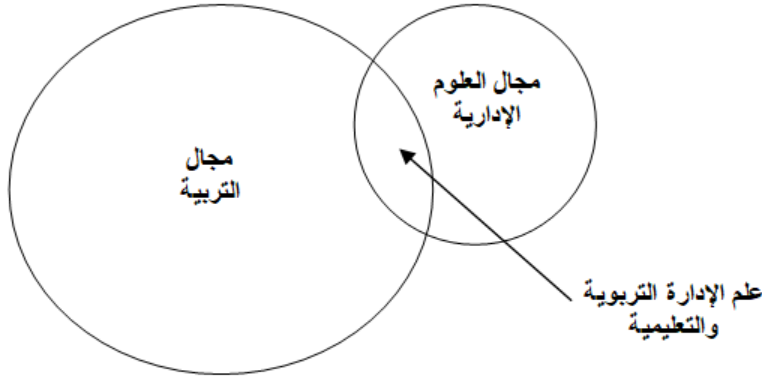 مجال العلوم
الإدارية
مجال
التربية
علم الإدارة التربوية
والتعليمية